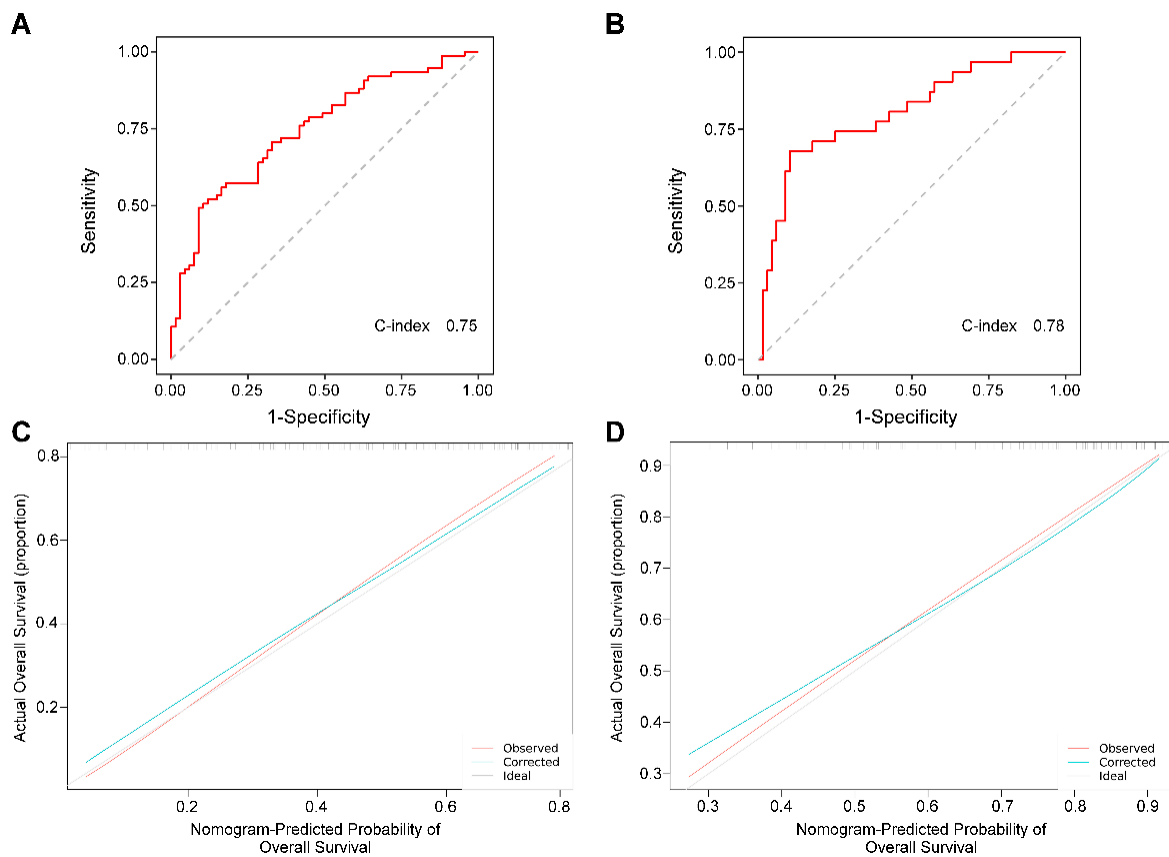 A
1.00
0.75
0.50
0.25
0.00
Sensitivity
C-index 0.75
0.00 0.25 0.50 0.75 1.00
1-Specificity
B
1.00
0.75
0.50
0.25
0.00
Sensitivity
C-index 0.78
0.00 0.25 0.50 0.75 1.00
1-Specificity
C
0.8
0.6
0.4
0.2
Actual Overall Survival (proportion)
Observed
Corrected
Ideal
0.2 0.4 0.6 0.8
Nomogram-Predicted Probability of
Overall Survival
D
0.9
0.8
0.7
0.6
0.5
0.4
0.3
Actual Overall Survival (proportion)
Observed
Corrected
Ideal
0.3 0.4 0.5 0.6 0.7 0.8 0.9
Nomogram-Predicted Probability of
Overall Survival